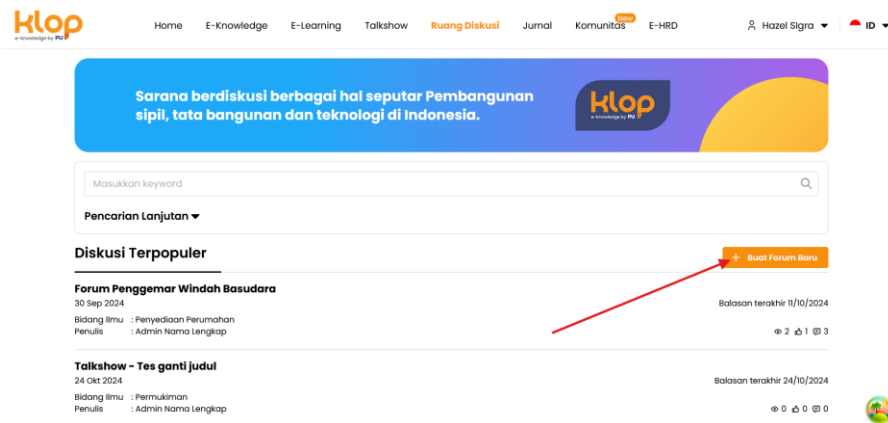 klop
e-knowledge by PU
Home E-Knowledge E-Learning Talkshow Ruang Diskusi Jurnal Komunitas New E-HRD Hazel SIgra ID
Sarana berdiskusi berbagai hal seputar Pembangunan
sipil, tata bangunan dan teknologi di Indonesia.
klop
e-knowledge by PU
Masukkan keyword
Pencarian Lanjutan
Diskusi Terpopuler
+ Buat Forum Baru
Forum Penggemar Windah Basudara
30 Sep 2024
Balasan terakhir 11/10/2024
Bidang Ilmu : Penyediaan Perumahan
Penulis : Admin Nama Lengkap
2 1 3
Talkshow - Tes ganti judul
24 Okt 2024
Balasan terakhir 24/10/2024
Bidang Ilmu : Permukiman
Penulis : Admin Nama Lengkap
0 0 0